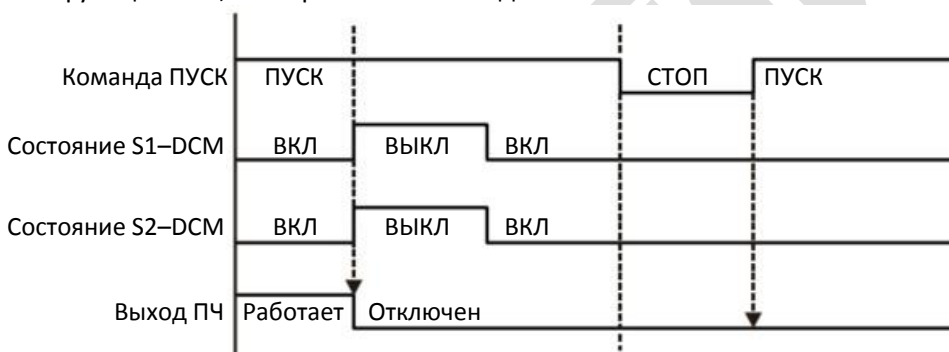 Команда ПУСК ПУСК СТОП ПУСК
Состояние S1–DCM ВКЛ ВЫКЛ ВКЛ
Состояние S2–DCM ВКЛ ВЫКЛ ВКЛ
Выход ПЧ Работает Отключен